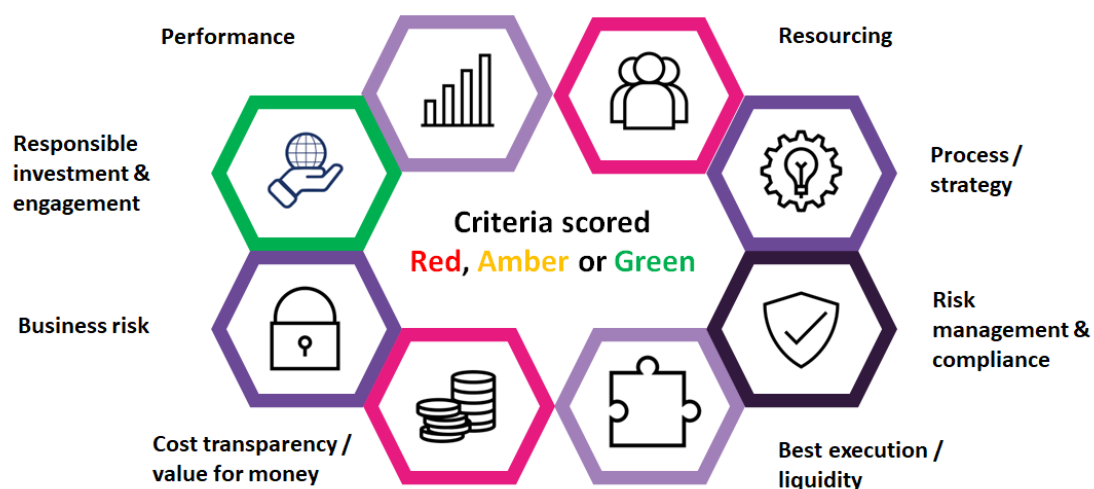 Performance
Resourcing
Responsible
investment &
engagement
Process /
strategy
Criteria scored
Red, Amber or Green
Business risk
Risk
management &
compliance
Cost transparency /
value for money
Best execution /
liquidity